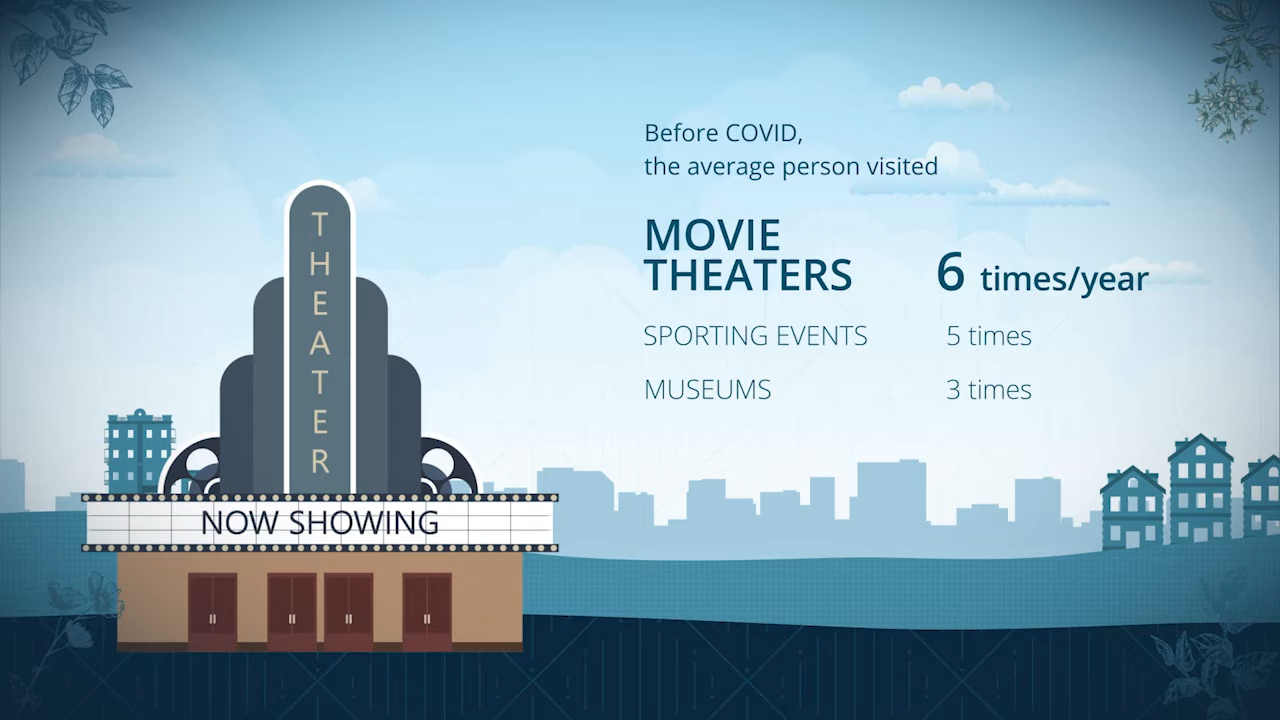 THEATER
NOW SHOWING
Before COVID,
the average person visited
MOVIE
THEATERS 6 times/year
SPORTING EVENTS 5 times
MUSEUMS 3 times